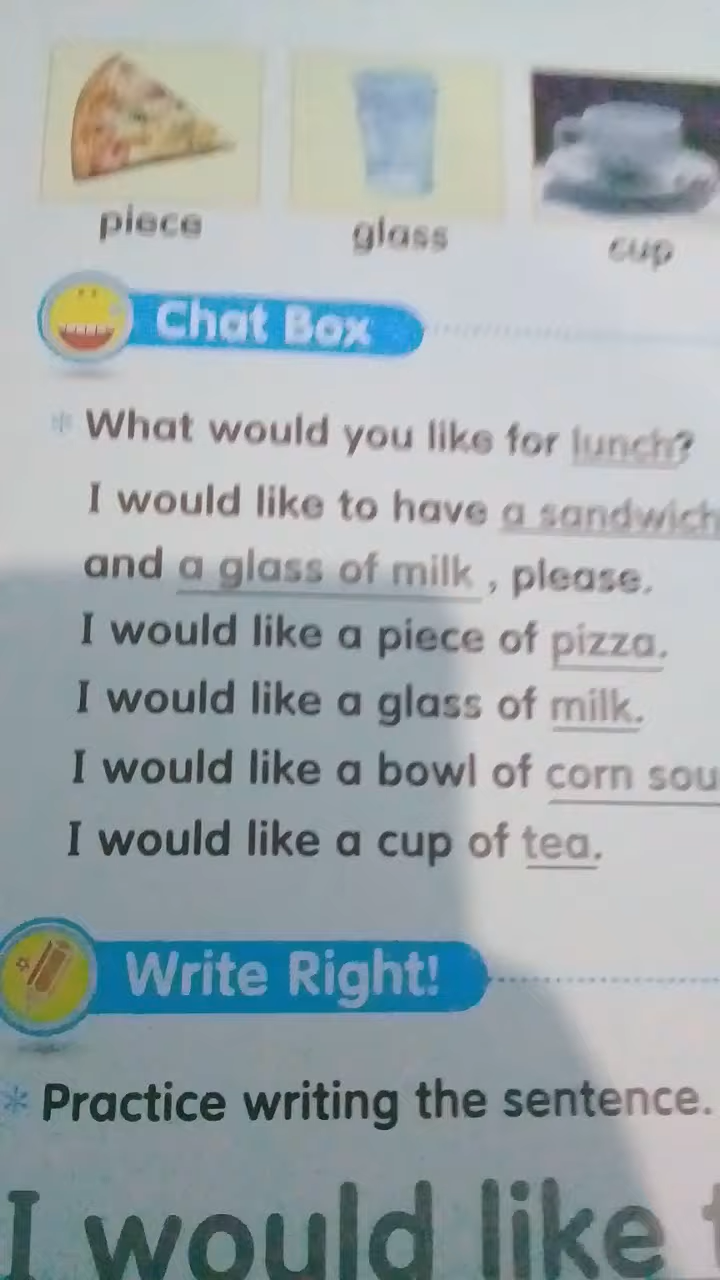 piece glass cup
Chat Box
* What would you like for lunch?
I would like to have a sandwich
and a glass of milk , please.
I would like a piece of pizza.
I would like a glass of milk.
I would like a bowl of corn sou
I would like a cup of tea.
Write Right!
* Practice writing the sentence.
I would like t